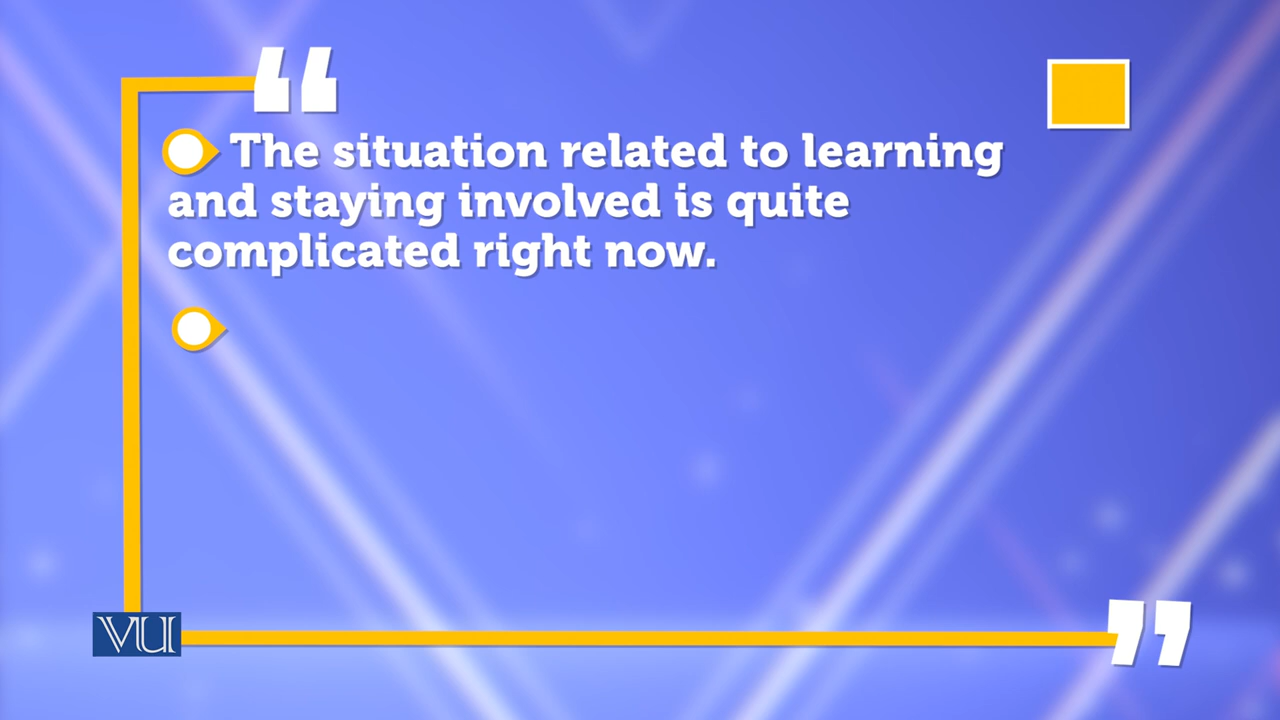 “
The situation related to learning
and staying involved is quite
complicated right now.
VU
”